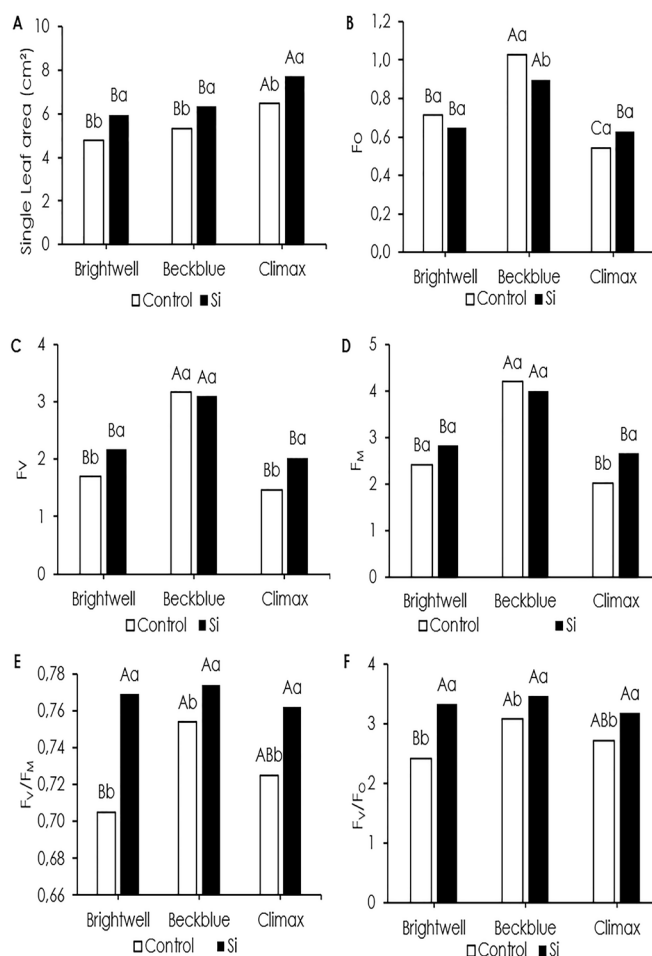 A
Single Leaf area (cm²)
10
8
6
4
2
0
Bb Ba Bb Ba Ab Aa
Brightwell Beckblue Climax
Control Si
B
Fo
1,2
1,0
0,8
0,6
0,4
0,2
0,0
Ba Ba Aa Ab Ca Ba
Brightwell Beckblue Climax
Control Si
C
Fv
4
3
2
1
0
Bb Ba Aa Aa Bb Ba
Brightwell Beckblue Climax
Control Si
D
FM
5
4
3
2
1
0
Ba Ba Aa Aa Bb Ba
Brightwell Beckblue Climax
Control Si
E
Fv/FM
0,78
0,76
0,74
0,72
0,70
0,68
0,66
Bb Aa Ab Aa ABb Aa
Brightwell Beckblue Climax
Control Si
F
Fv/Fo
4
3
2
1
0
Bb Aa Ab Aa ABb Aa
Brightwell Beckblue Climax
Control Si